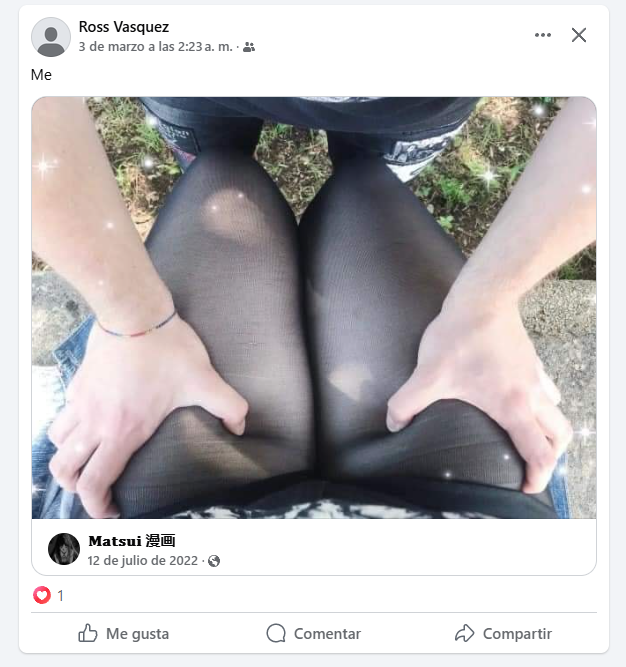 Ross Vasquez
3 de marzo a las 2:23 a. m. ·
Me
Matsui 漫画
12 de julio de 2022 ·
1
Me gusta
Comentar
Compartir